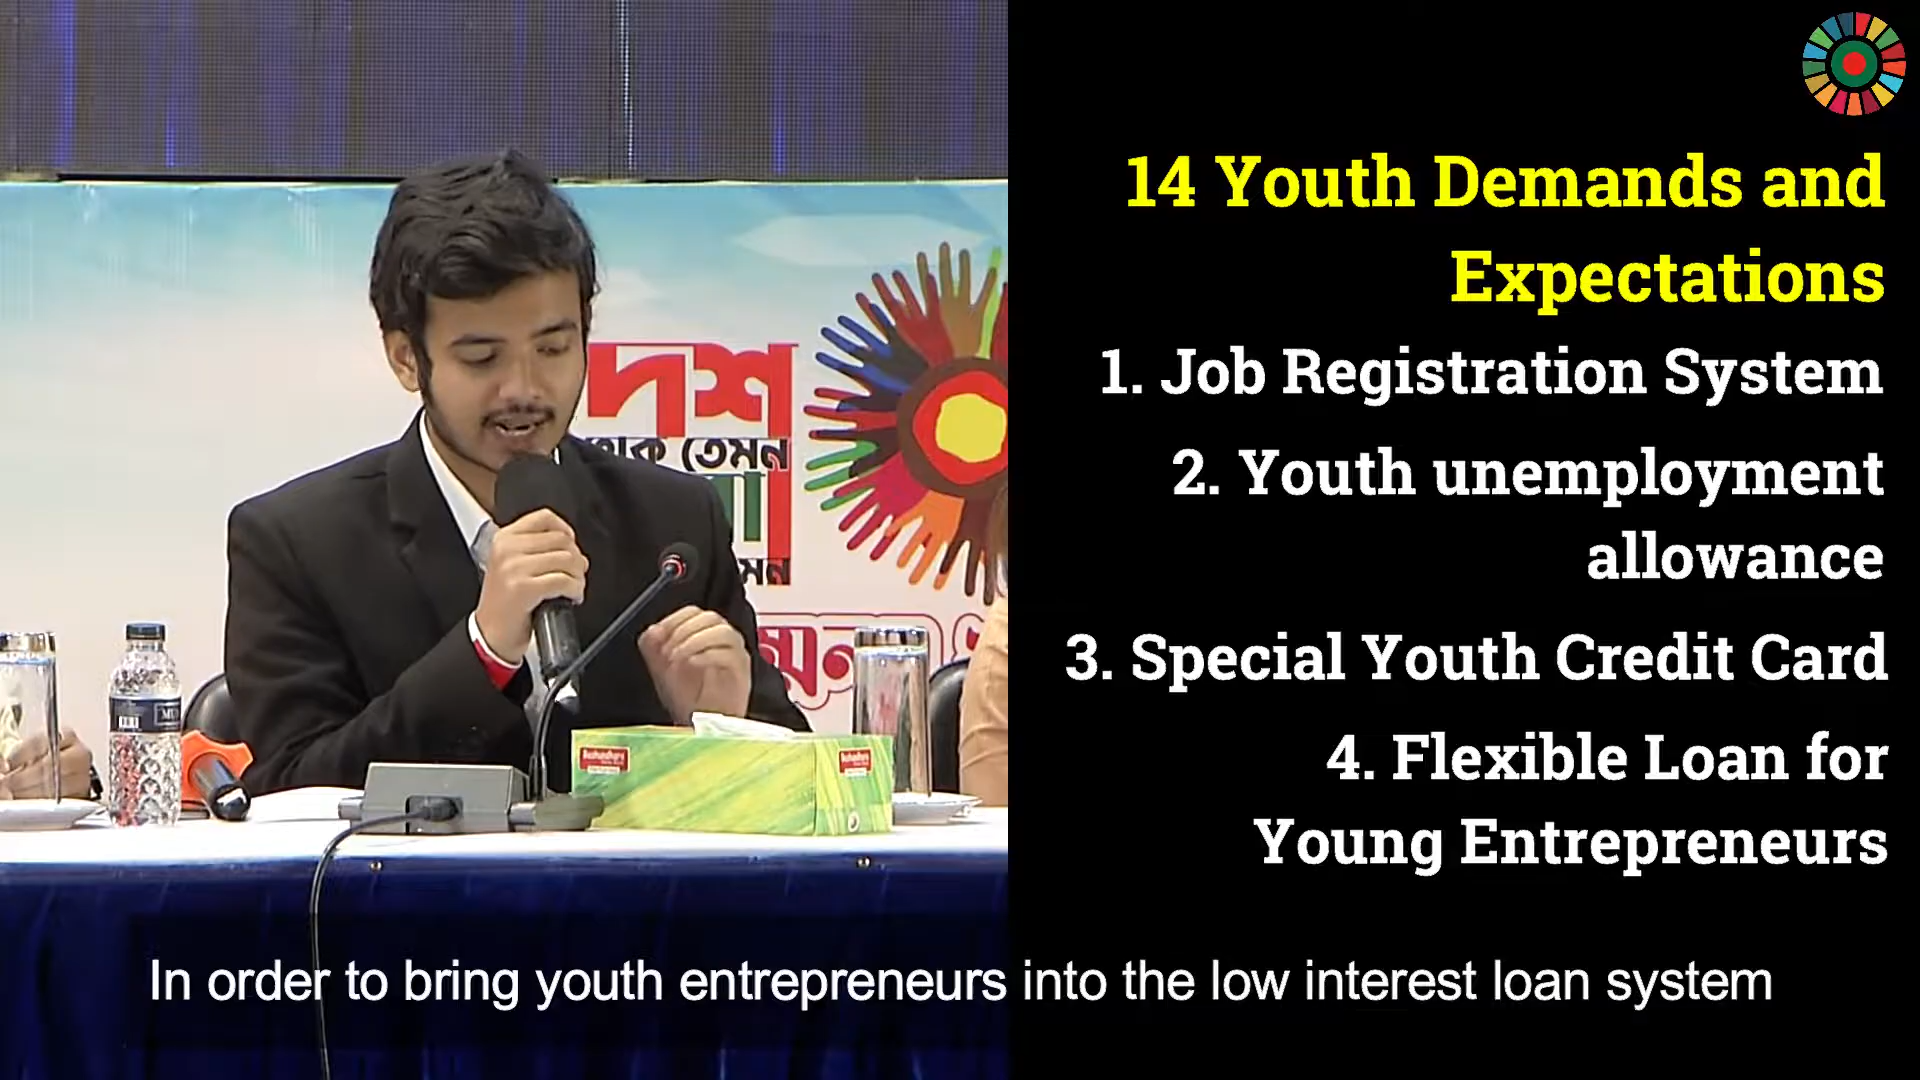 14 Youth Demands and
Expectations
1. Job Registration System
2. Youth unemployment
allowance
3. Special Youth Credit Card
4. Flexible Loan for
Young Entrepreneurs
দেশ
তেমন
In order to bring youth entrepreneurs into the low interest loan system